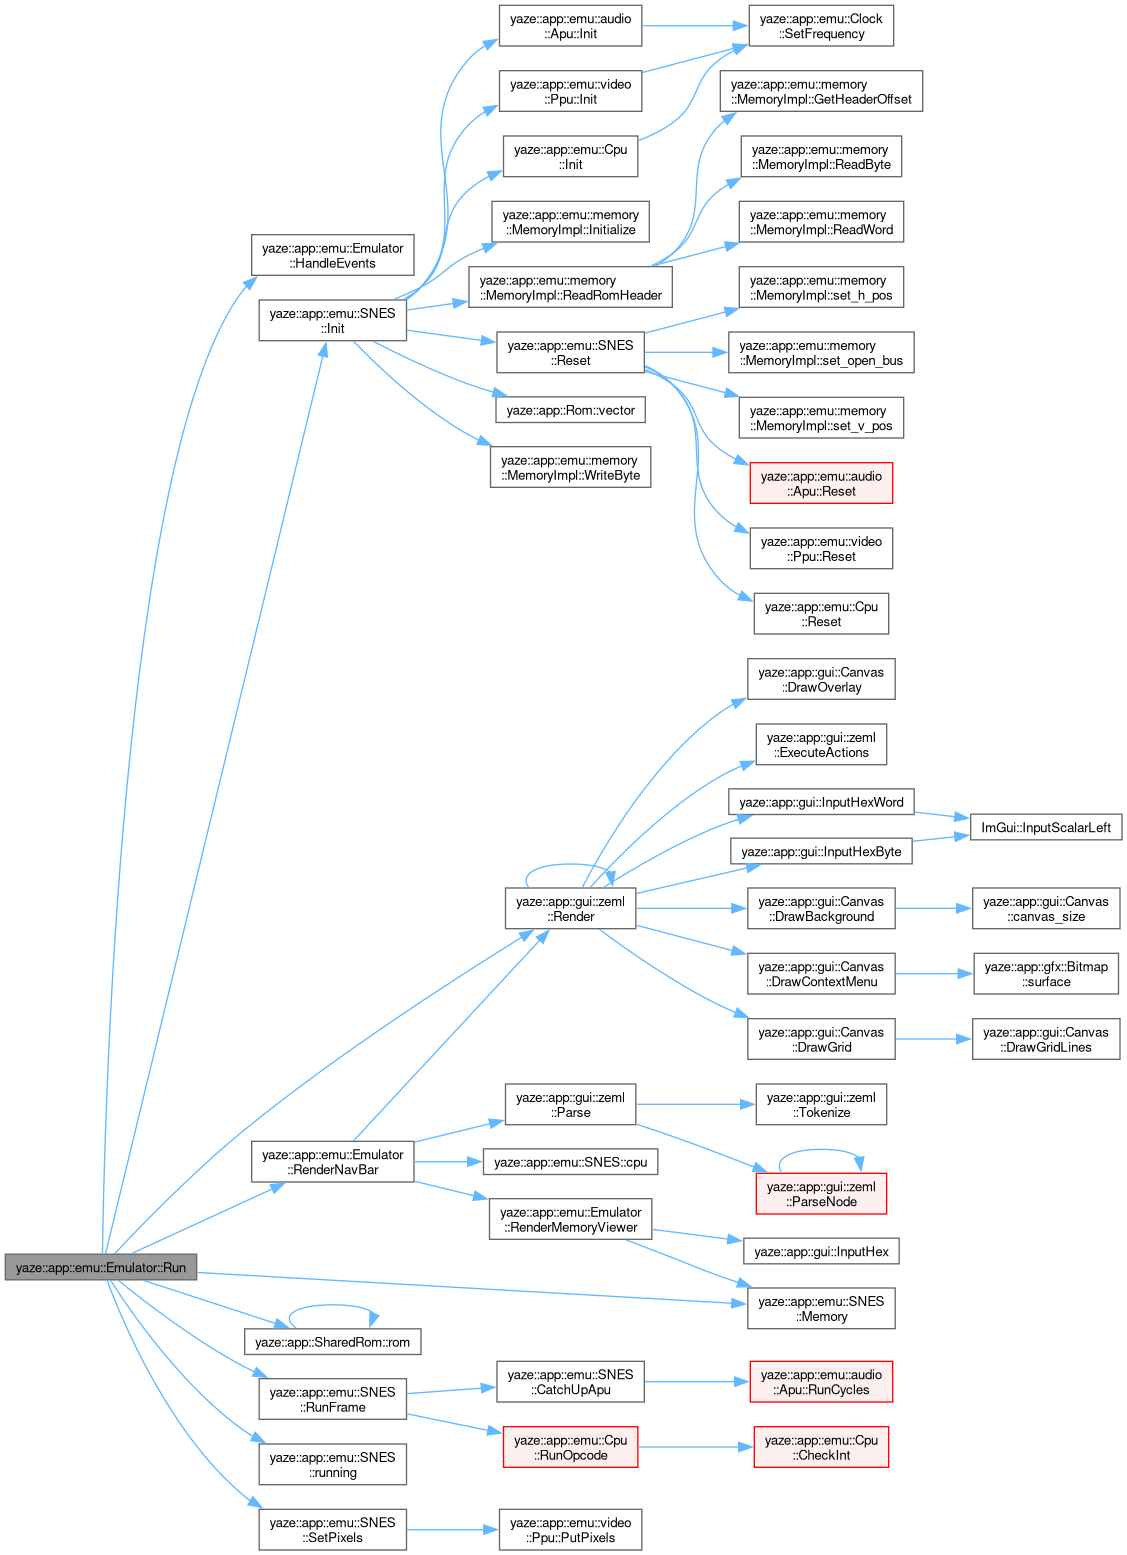 yaze::app::emu::Emulator::Run
yaze::app::emu::Emulator
::HandleEvents
yaze::app::emu::SNES
::Init
yaze::app::emu::audio
::Apu::Init
yaze::app::emu::Clock
::SetFrequency
yaze::app::emu::video
::Ppu::Init
yaze::app::emu::Cpu
::Init
yaze::app::emu::memory
::MemoryImpl::Initialize
yaze::app::emu::memory
::MemoryImpl::ReadRomHeader
yaze::app::emu::memory
::MemoryImpl::GetHeaderOffset
yaze::app::emu::memory
::MemoryImpl::ReadByte
yaze::app::emu::memory
::MemoryImpl::ReadWord
yaze::app::emu::SNES
::Reset
yaze::app::emu::memory
::MemoryImpl::set_h_pos
yaze::app::emu::memory
::MemoryImpl::set_open_bus
yaze::app::emu::memory
::MemoryImpl::set_v_pos
yaze::app::emu::audio
::Apu::Reset
yaze::app::emu::video
::Ppu::Reset
yaze::app::emu::Cpu
::Reset
yaze::app::Rom::vector
yaze::app::emu::memory
::MemoryImpl::WriteByte
yaze::app::gui::zeml
::Render
yaze::app::gui::Canvas
::DrawOverlay
yaze::app::gui::zeml
::ExecuteActions
yaze::app::gui::InputHexWord
ImGui::InputScalarLeft
yaze::app::gui::InputHexByte
yaze::app::gui::Canvas
::DrawBackground
yaze::app::gui::Canvas
::canvas_size
yaze::app::gui::Canvas
::DrawContextMenu
yaze::app::gfx::Bitmap
::surface
yaze::app::gui::Canvas
::DrawGrid
yaze::app::gui::Canvas
::DrawGridLines
yaze::app::emu::Emulator
::RenderNavBar
yaze::app::gui::zeml
::Parse
yaze::app::gui::zeml
::Tokenize
yaze::app::gui::zeml
::ParseNode
yaze::app::emu::SNES::cpu
yaze::app::emu::Emulator
::RenderMemoryViewer
yaze::app::gui::InputHex
yaze::app::emu::SNES
::Memory
yaze::app::SharedRom::rom
yaze::app::emu::SNES
::RunFrame
yaze::app::emu::SNES
::CatchUpApu
yaze::app::emu::audio
::Apu::RunCycles
yaze::app::emu::Cpu
::RunOpcode
yaze::app::emu::Cpu
::CheckInt
yaze::app::emu::SNES
::running
yaze::app::emu::SNES
::SetPixels
yaze::app::emu::video
::Ppu::PutPixels